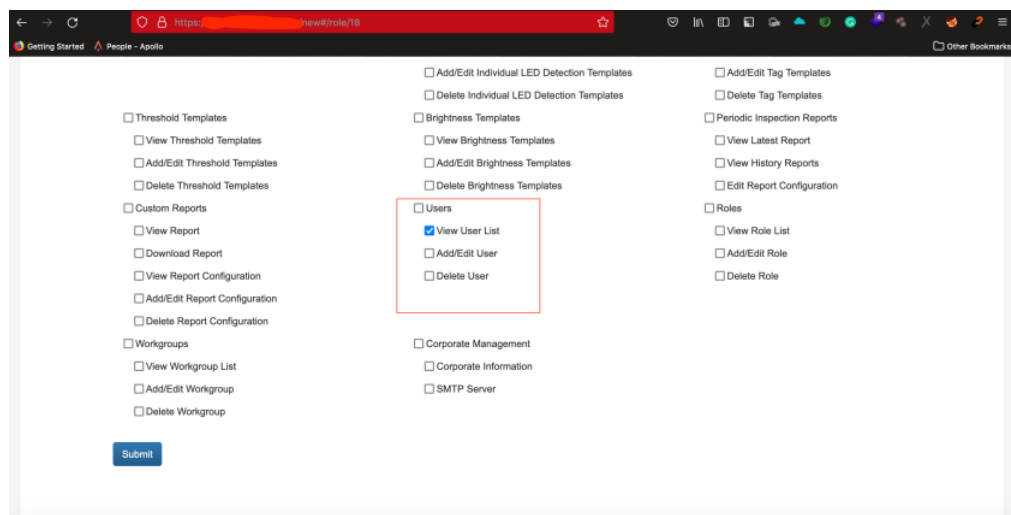 https: new#/role/18
Getting Started People - Apollo Other Bookmarks
Add/Edit Individual LED Detection Templates Add/Edit Tag Templates
Delete Individual LED Detection Templates Delete Tag Templates
Threshold Templates Brightness Templates Periodic Inspection Reports
View Threshold Templates View Brightness Templates View Latest Report
Add/Edit Threshold Templates Add/Edit Brightness Templates View History Reports
Delete Threshold Templates Delete Brightness Templates Edit Report Configuration
Custom Reports Users Roles
View Report View User List View Role List
Download Report Add/Edit User Add/Edit Role
View Report Configuration Delete User Delete Role
Add/Edit Report Configuration
Delete Report Configuration
Workgroups Corporate Management
View Workgroup List Corporate Information
Add/Edit Workgroup SMTP Server
Delete Workgroup
Submit